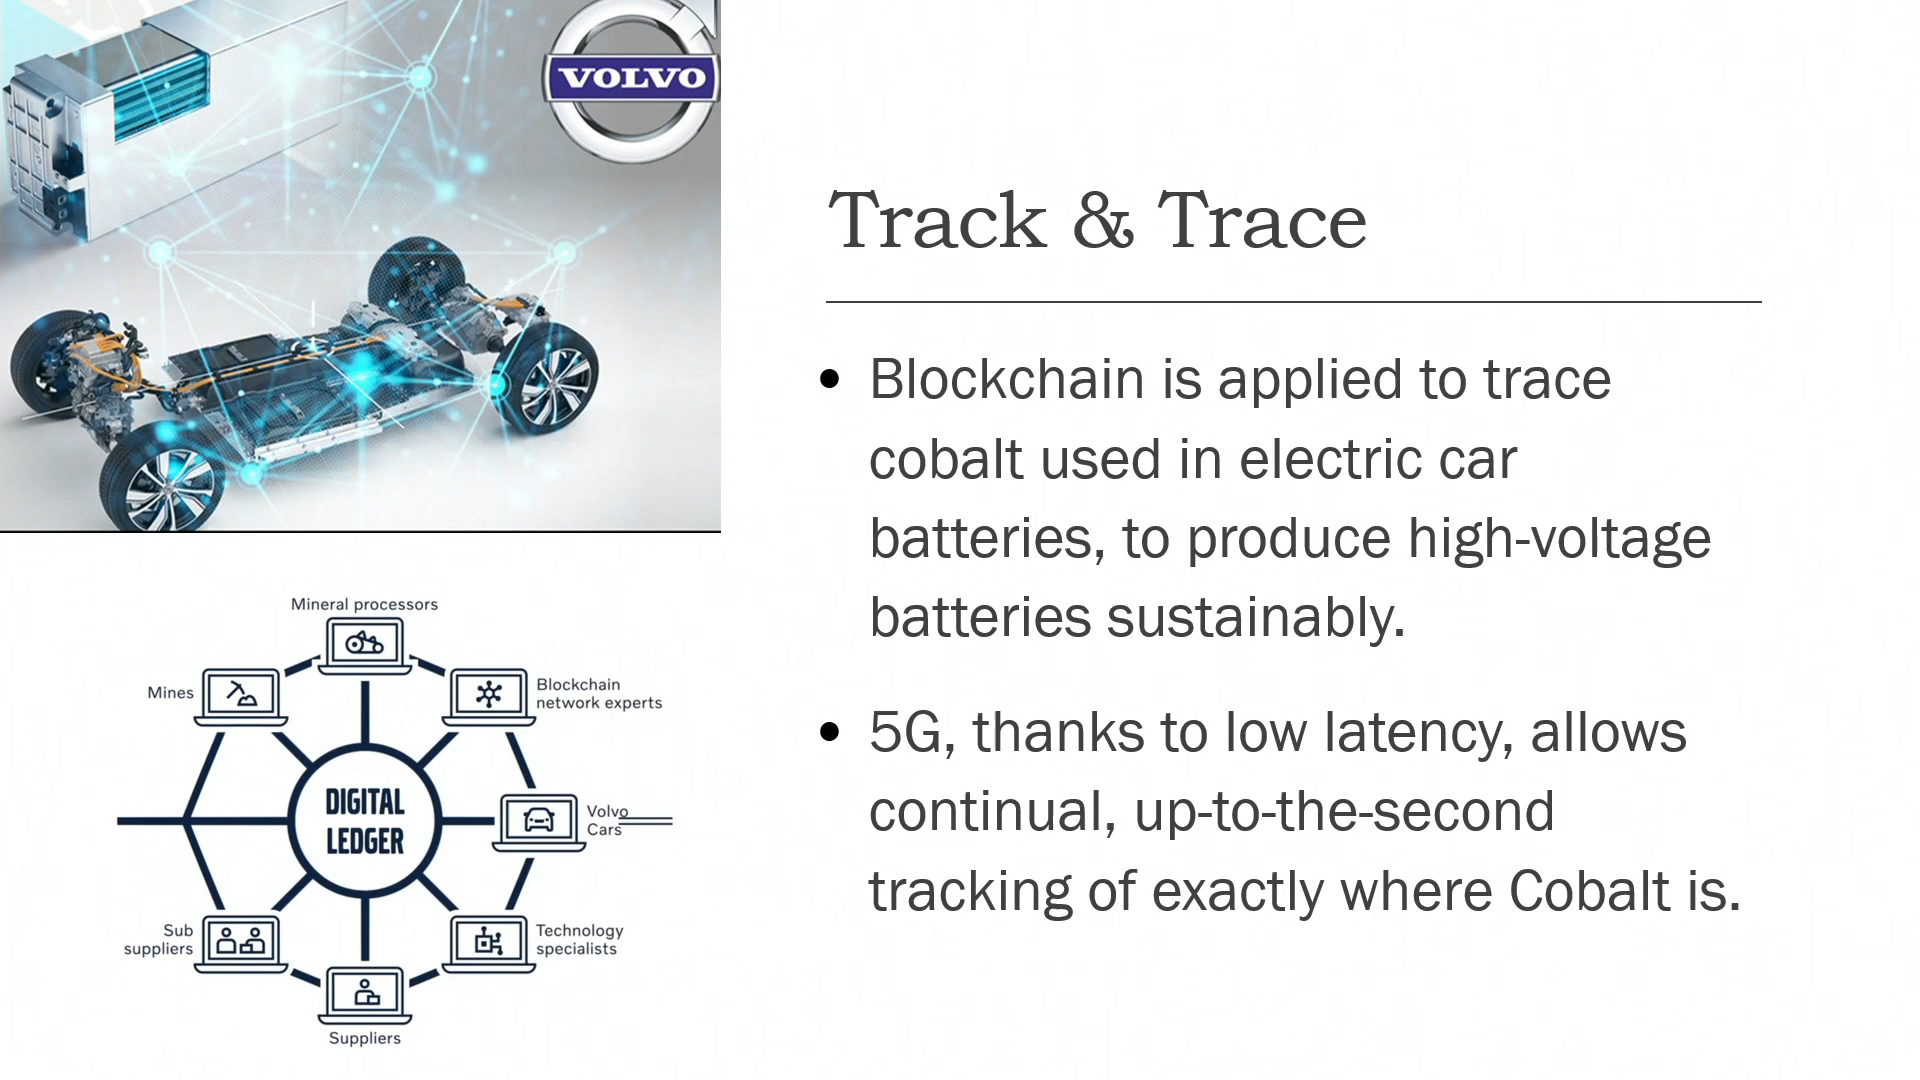 VOLVO
Track & Trace
Blockchain is applied to trace
cobalt used in electric car
batteries, to produce high-voltage
batteries sustainably.
5G, thanks to low latency, allows
continual, up-to-the-second
tracking of exactly where Cobalt is.
Mineral processors
Mines
Blockchain
network experts
DIGITAL
LEDGER
Volvo
Cars
Sub
suppliers
Technology
specialists
Suppliers